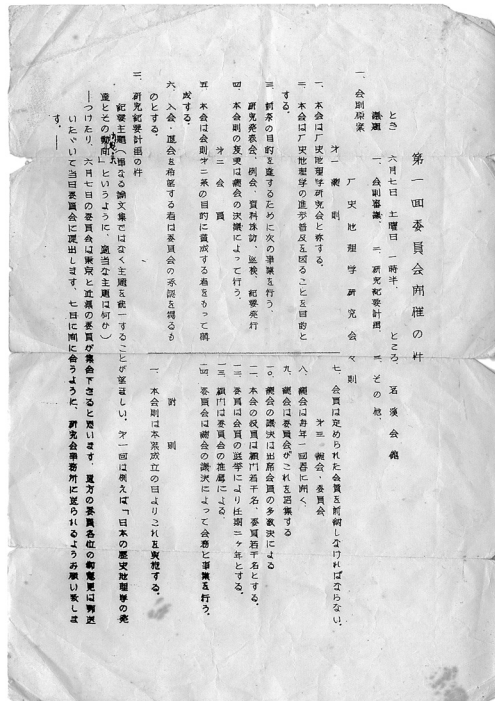 第一回委員会開催の件
とき 六月七日 土曜日 一時半、 ところ 茗渓会館
議題 一、会則審議、 二、研究紀要計画、 三、その他、
一、会則原案
厂史地理学研究会々則
才一 総則
一、本会は厂史地理学研究会と称する。
二、本会は厂史地理学の進歩普及を図ることを目的と
する。
三、前条の目的を達するために次の事業を行う。
研究発表会、例会、資料採訪、巡検、紀要発行
四、本会則の変更は総会の決議によって行う。
才二 会員
五、本会は会則才二条の目的に賛成する者をもって構
成する。
六、入会・退会を希望する者は委員会の承認を得るも
のとする。
七、会員は定められた会費を前納しなければならない。
才三 総会・委員会
八、総会は毎年一回春に開く、
九、総会は委員会がこれを召集する
一〇、総会の議決は出席会員の多数決による
一一、本会の役員は顧問若干名、委員若干名とする。
一二、委員は会員の互選により任期二ヶ年とする。
一三、顧問は委員会の推薦による
一四、委員会は総会の議決によって会務と事業を行う。
附則
一、本会則は本案成立の日よりこれを実施する。
二、研究紀要計画の件
紀要主題（単なる論文集ではなく主題を統一することが望ましい、才一回は例えば「日本の歴史地理学の発
達とその動向」というように、適当な主題は何か）
―つけたり、六月七日の委員会は東京と近県の委員が集会下さると思います、遠方の委員各位の御意見は御送
いたゞいて当日委員会に提出します、七日に間に合うように、研究会事務所に送られるようお願い致しま
す、――